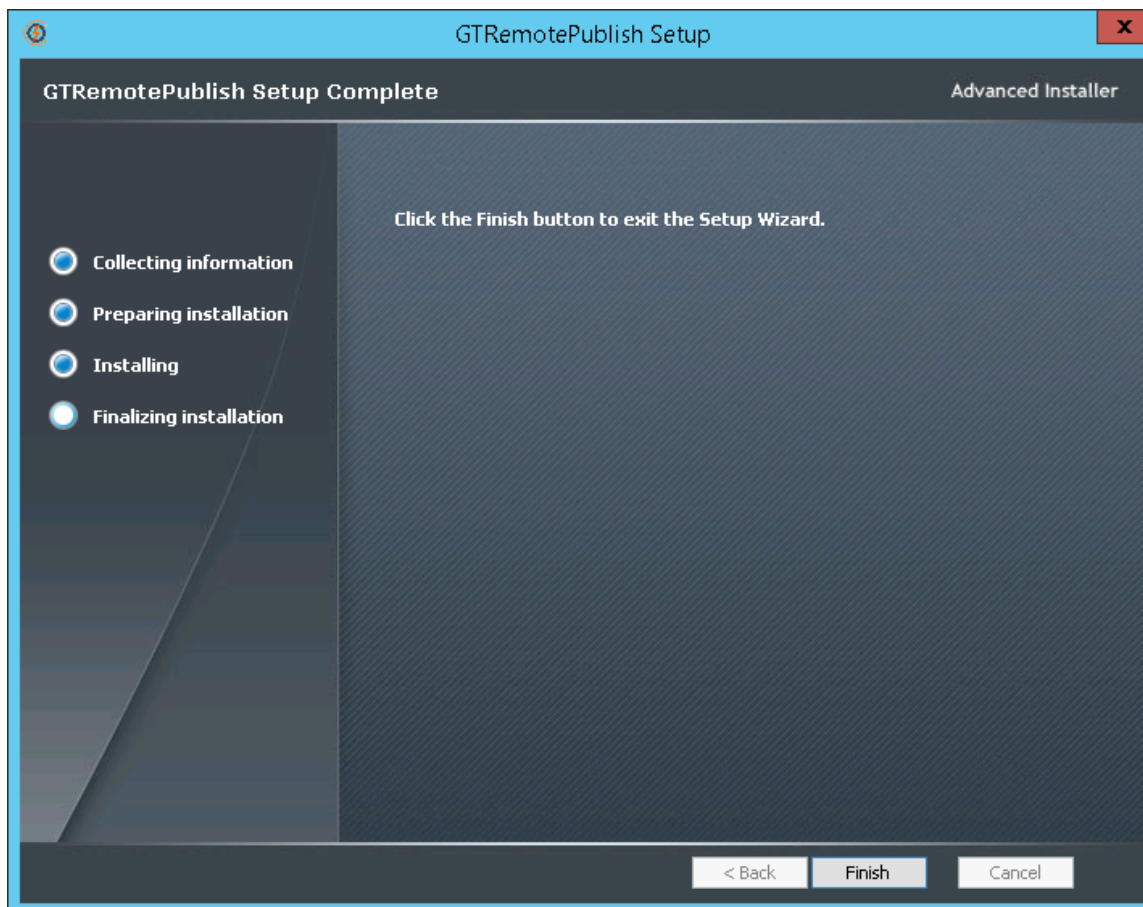 GTRemotePublish Setup
x
GTRemotePublish Setup Complete
Advanced Installer
Click the Finish button to exit the Setup Wizard.
Collecting information
Preparing installation
Installing
Finalizing installation
< Back
Finish
Cancel